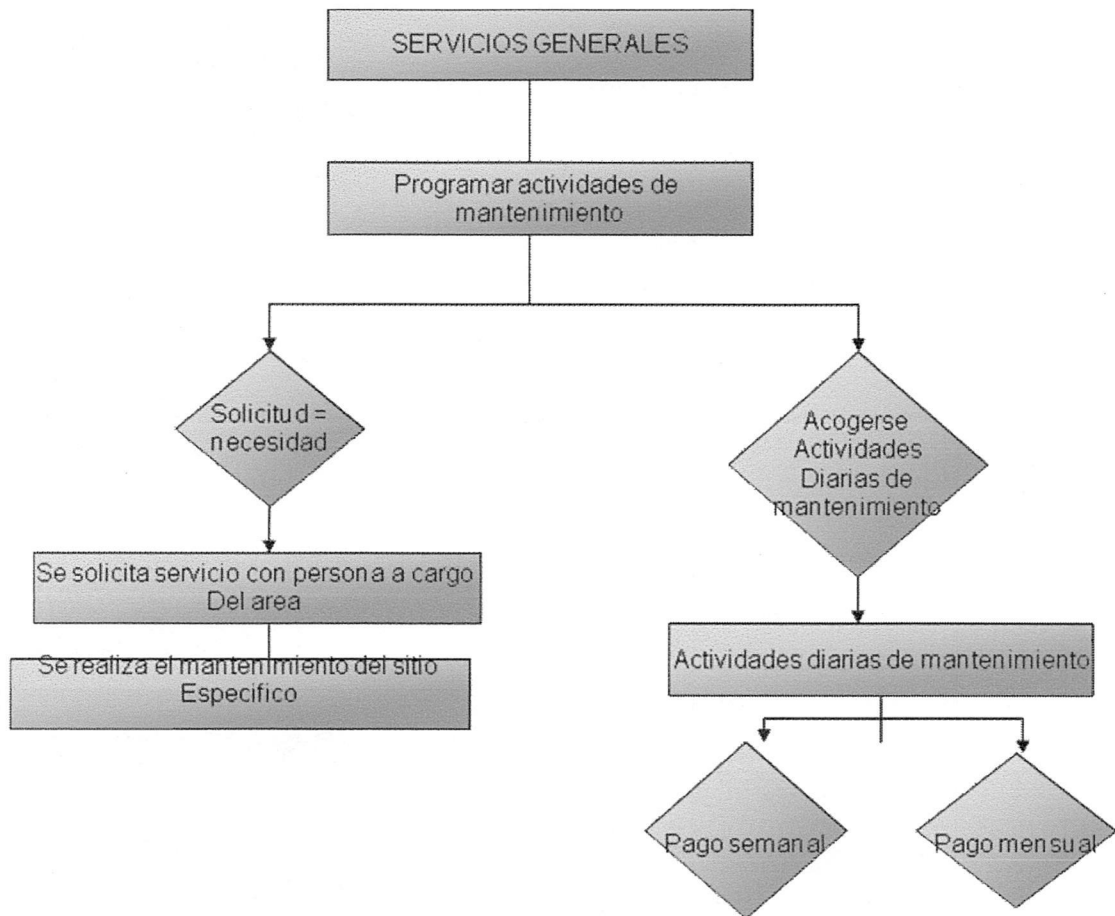 SERVICIOS GENERALES
Programar actividades de
mantenimiento
Solicitud =
necesidad
Se solicita servicio con persona a cargo
Del area
Se realiza el mantenimiento del sitio
Especifico
Acogerse
Actividades
Diarias de
mantenimiento
Actividades diarias de mantenimiento
Pago semanal
Pago mensual